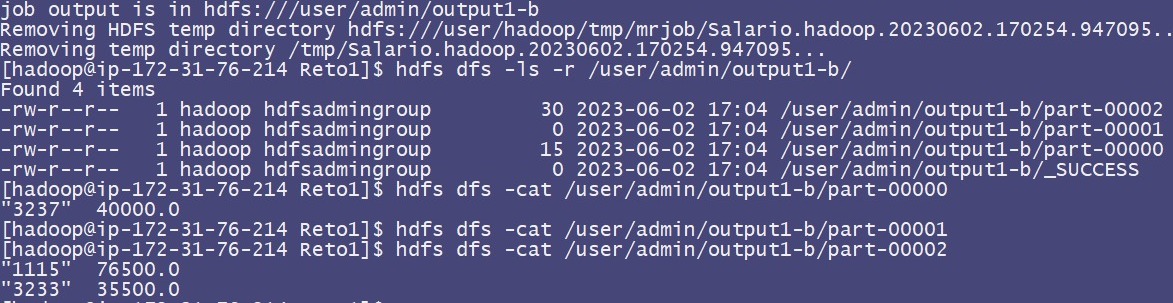 job output is in hdfs:///user/admin/output1-b
Removing HDFS temp directory hdfs:///user/hadoop/tmp/mrjob/Salario.hadoop.20230602.170254.947095...
Removing temp directory /tmp/Salario.hadoop.20230602.170254.947095...
[hadoop@ip-172-31-76-214 Reto1]$ hdfs dfs -ls -r /user/admin/output1-b/
Found 4 items
-rw-r--r--   1 hadoop hdfsadmingroup         30 2023-06-02 17:04 /user/admin/output1-b/part-00002
-rw-r--r--   1 hadoop hdfsadmingroup          0 2023-06-02 17:04 /user/admin/output1-b/part-00001
-rw-r--r--   1 hadoop hdfsadmingroup         15 2023-06-02 17:04 /user/admin/output1-b/part-00000
-rw-r--r--   1 hadoop hdfsadmingroup          0 2023-06-02 17:04 /user/admin/output1-b/_SUCCESS
[hadoop@ip-172-31-76-214 Reto1]$ hdfs dfs -cat /user/admin/output1-b/part-00000
"3237"  40000.0
[hadoop@ip-172-31-76-214 Reto1]$ hdfs dfs -cat /user/admin/output1-b/part-00001
[hadoop@ip-172-31-76-214 Reto1]$ hdfs dfs -cat /user/admin/output1-b/part-00002
"1115"  76500.0
"3233"  35500.0